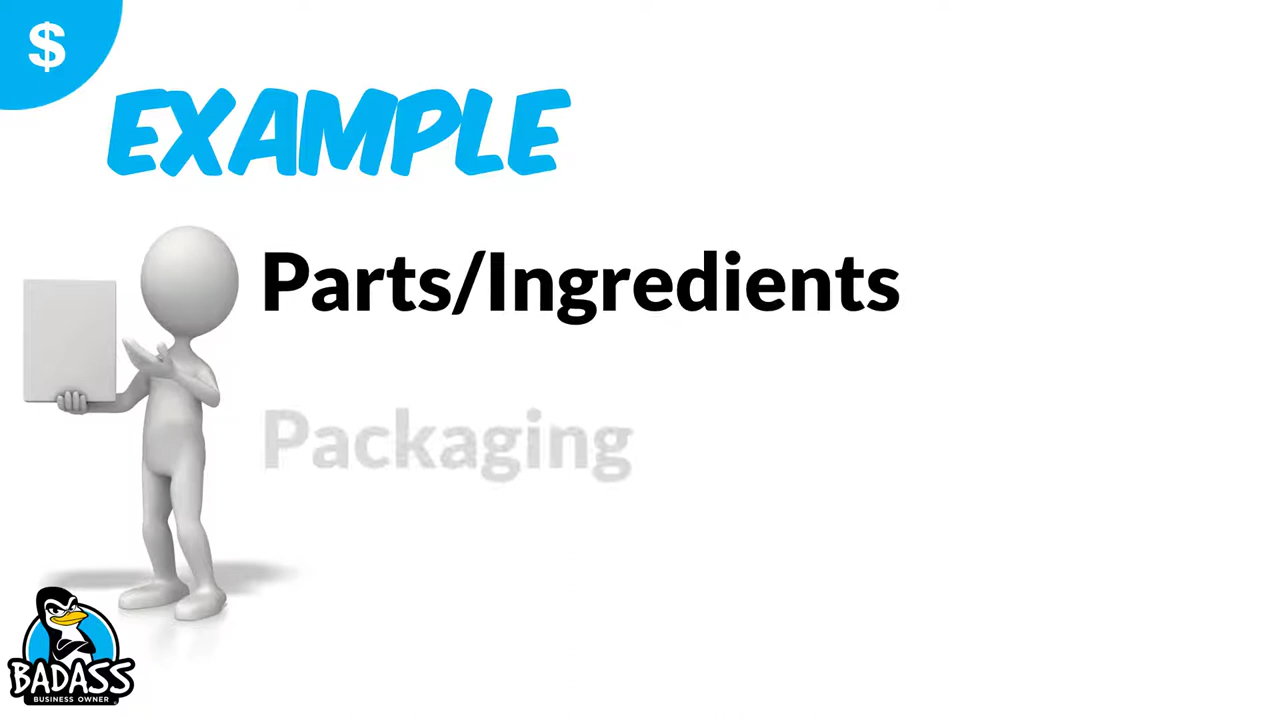 $
EXAMPLE
Parts/Ingredients
Packaging
BADASS
BUSINESS OWNER